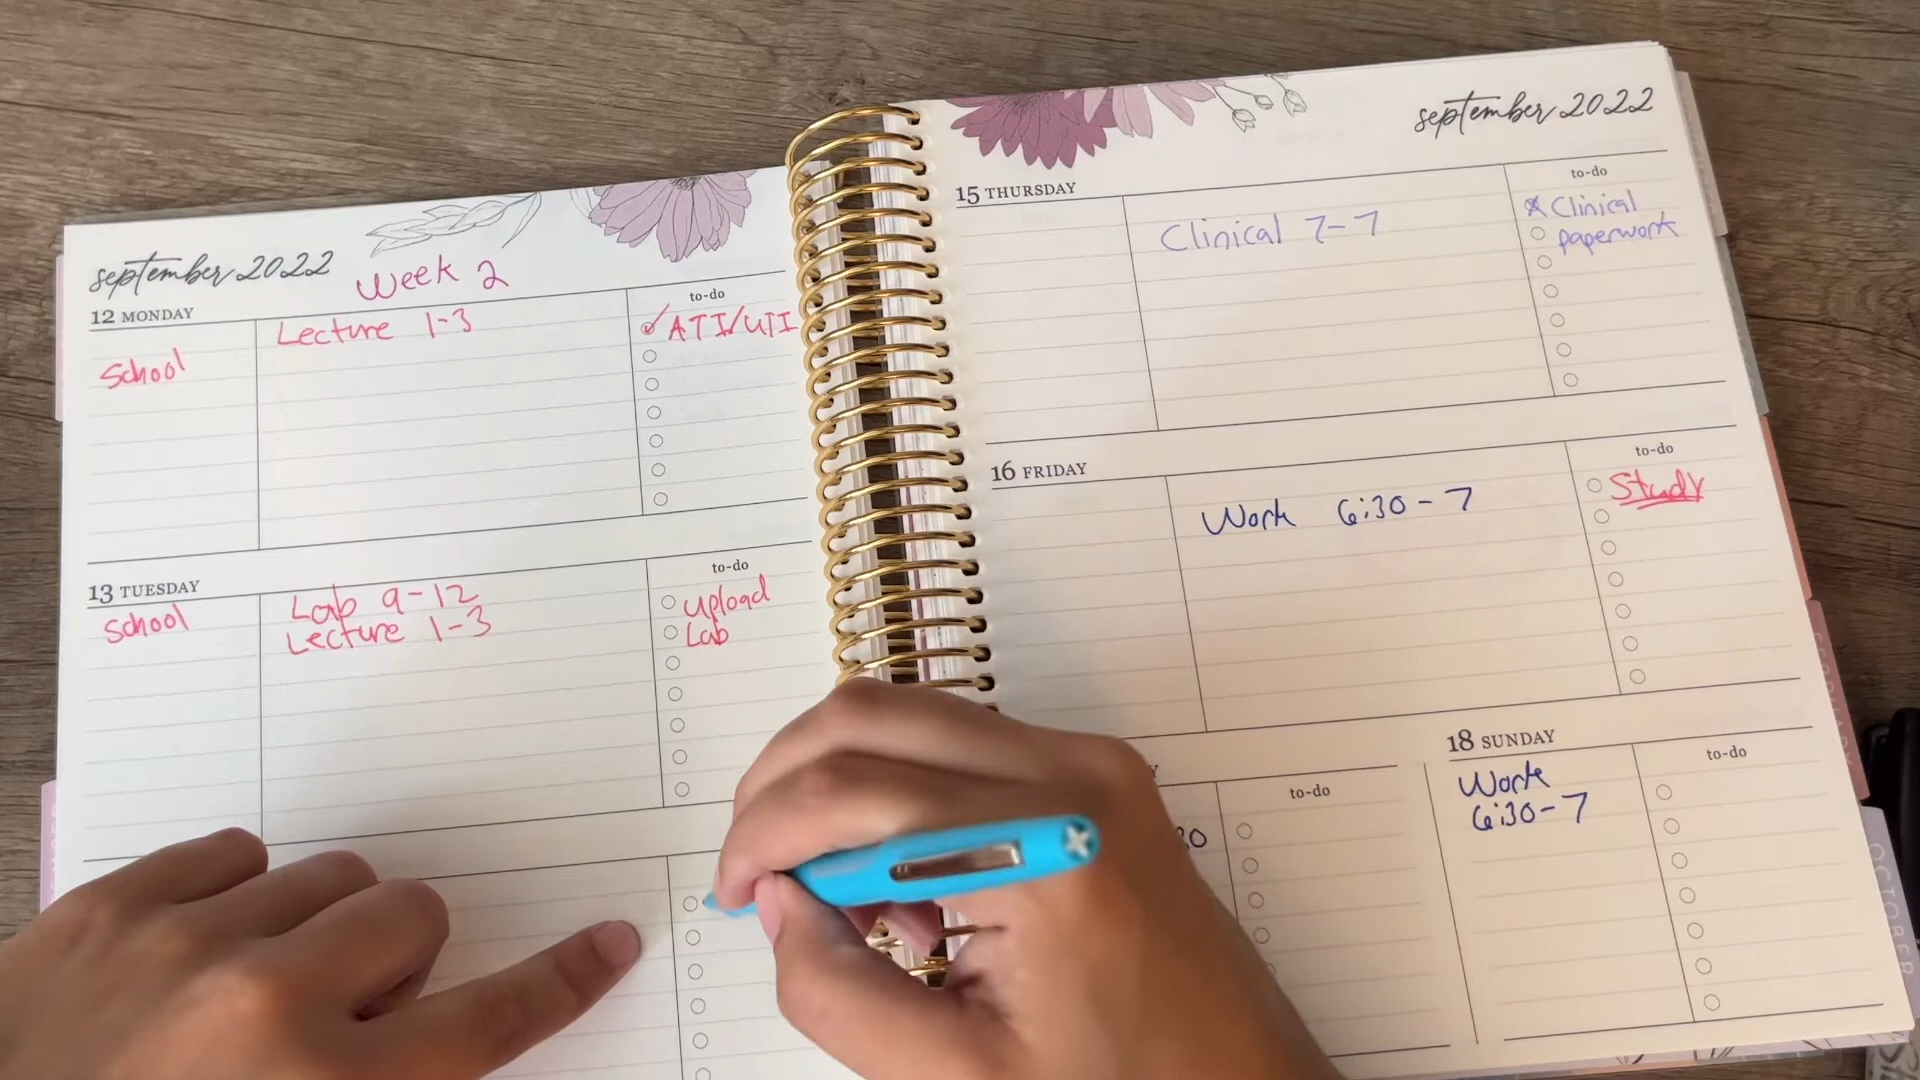 september 2022
Week 2
12 MONDAY
to-do
School
Lecture 1-3
ATI/UTI
13 TUESDAY
to-do
School
Lab 9-12
Lecture 1-3
Upload
Lab
september 2022
15 THURSDAY
to-do
Clinical 7-7
Clinical
paperwork
16 FRIDAY
to-do
Work 6:30-7
Study
to-do
18 SUNDAY
to-do
Work
6:30-7
OCTOBER